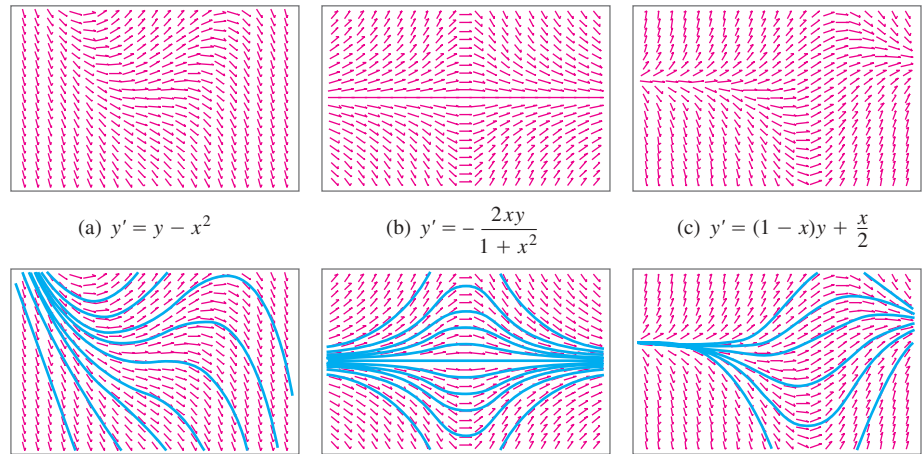 (a) y′ = y − x²
(b) y′ = − 2xy / (1 + x²)
(c) y′ = (1 − x)y + x/2